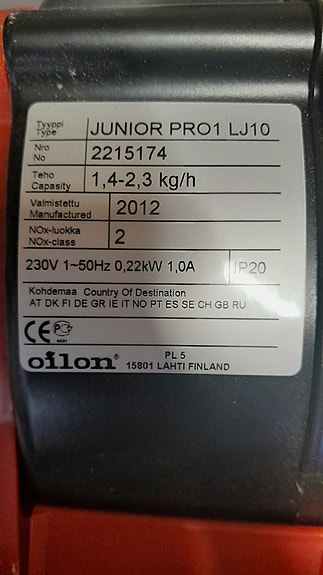 Tyyppi
Type
JUNIOR PRO1 LJ10
Nro
No
2215174
Teho
Capasity
1,4-2,3 kg/h
Valmistettu
Manufactured
2012
NOx-luokka
NOx-class
2
230V 1~50Hz 0,22kW 1,0A
IP20
Kohdemaa Country Of Destination
AT DK FI DE GR IE IT NO PT ES SE CH GB RU
CE
oilon®
PL 5
15801 LAHTI FINLAND